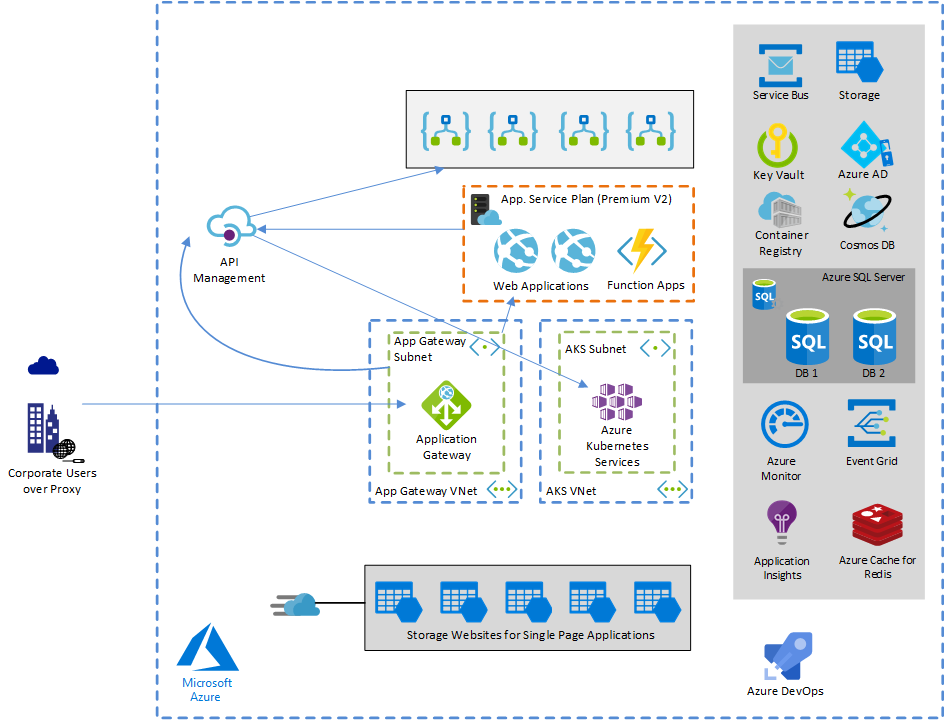 Service Bus
Storage
Key Vault
Azure AD
App. Service Plan (Premium V2)
Web Applications
Function Apps
API
Management
Container
Registry
Cosmos DB
Azure SQL Server
SQL
SQL
SQL
DB 1
DB 2
App Gateway
Subnet
AKS Subnet
Application
Gateway
Azure
Kubernetes
Services
App Gateway VNet
AKS VNet
Corporate Users
over Proxy
Azure
Monitor
Event Grid
Application
Insights
Azure Cache for
Redis
Storage Websites for Single Page Applications
Microsoft
Azure
Azure DevOps